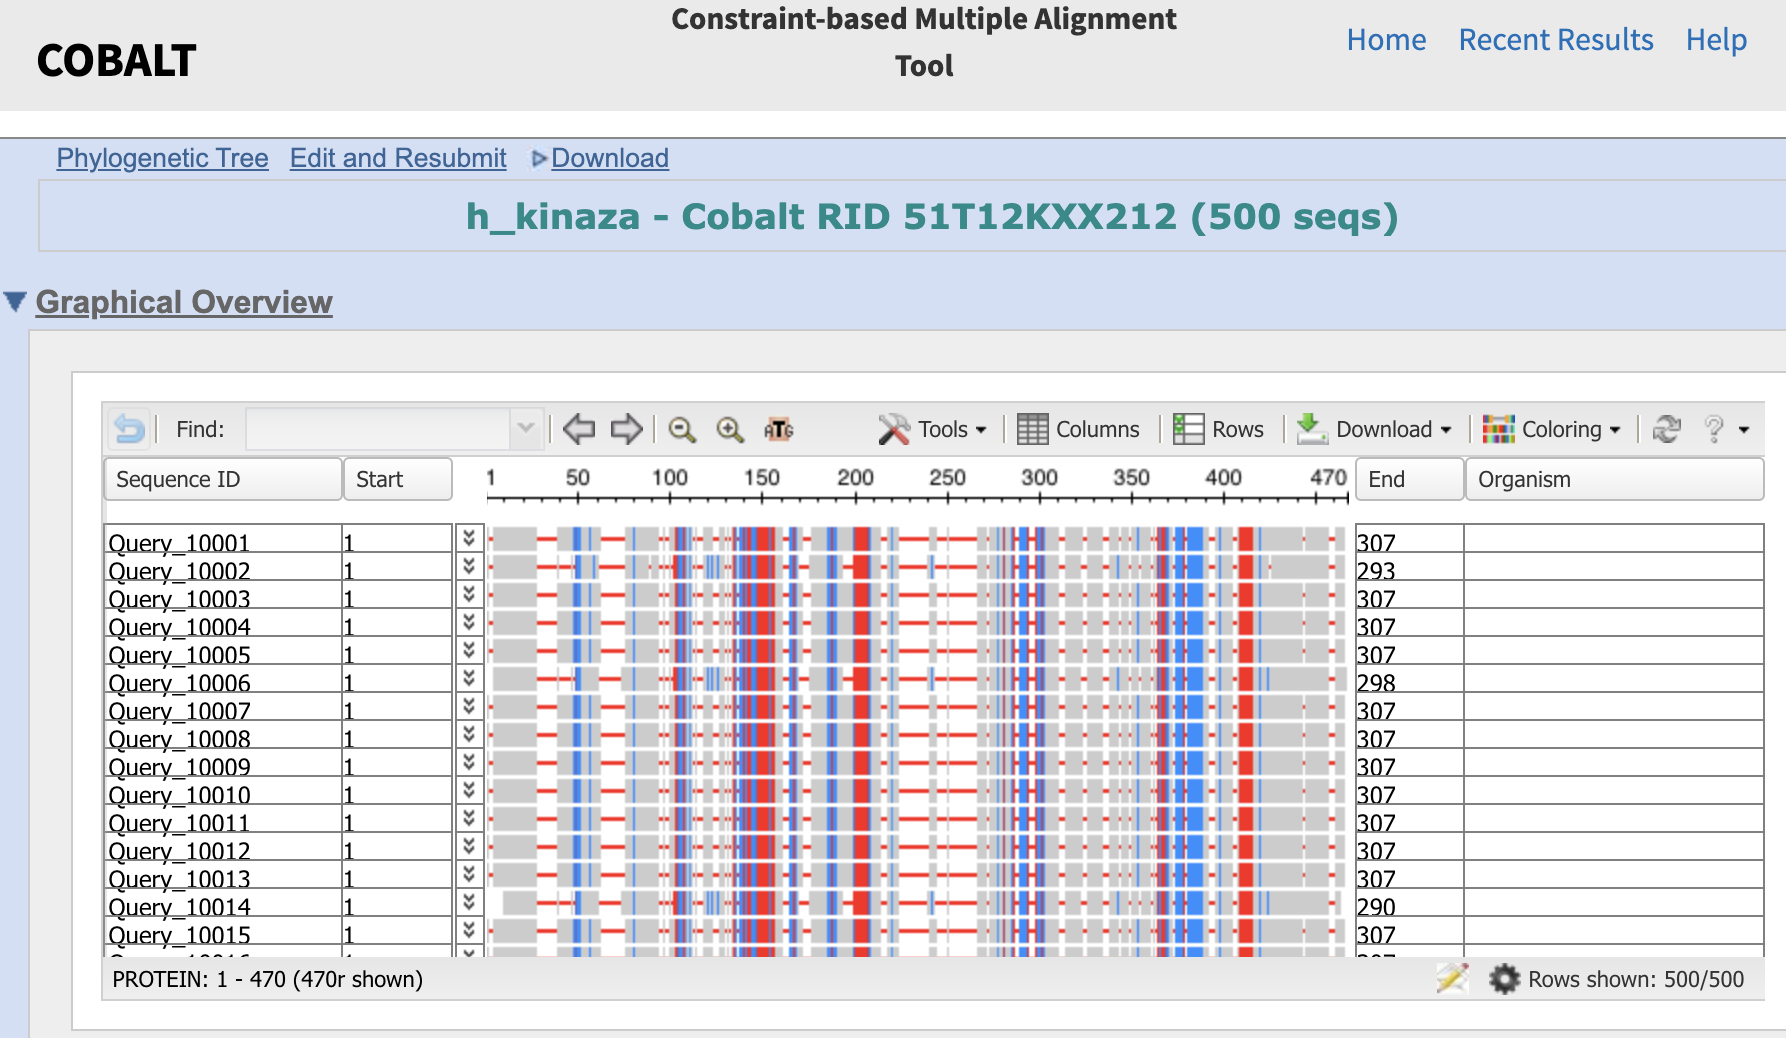 COBALT
Constraint-based Multiple Alignment
Tool
Home Recent Results Help
Phylogenetic Tree Edit and Resubmit Download
h_kinaza - Cobalt RID 51T12KXX212 (500 seqs)
Graphical Overview
Find: ATG Tools Columns Rows Download Coloring ?
Sequence ID Start 1 50 100 150 200 250 300 350 400 470 End Organism
Query_10001 1 307
Query_10002 1 293
Query_10003 1 307
Query_10004 1 307
Query_10005 1 307
Query_10006 1 298
Query_10007 1 307
Query_10008 1 307
Query_10009 1 307
Query_10010 1 307
Query_10011 1 307
Query_10012 1 307
Query_10013 1 307
Query_10014 1 290
Query_10015 1 307
PROTEIN: 1 - 470 (470r shown) Rows shown: 500/500